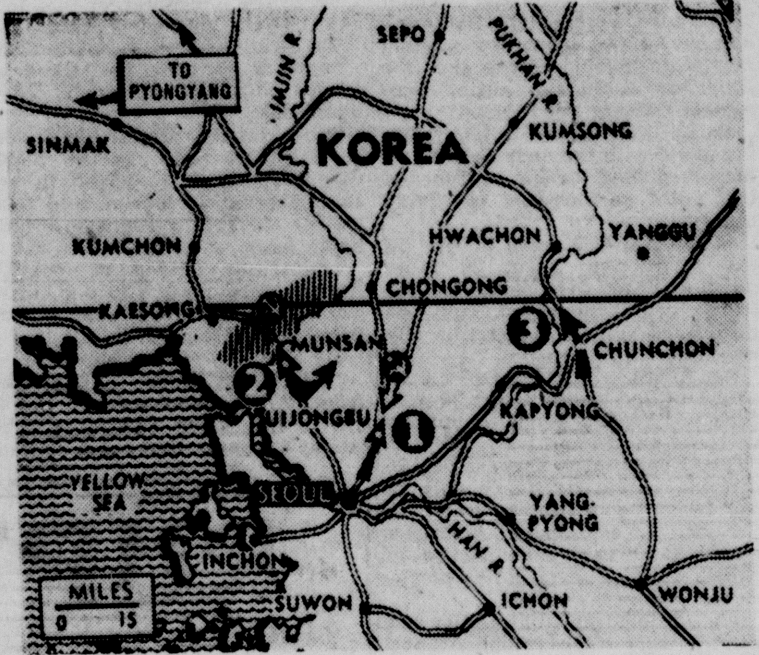 SEPO
PUKHAN R.
TO
PYONGYANG
IMJIN R.
SINMAK
KOREA
KUMSONG
KUMCHON
HWACHON
YANGGU
CHONGONG
KAESONG
3
MUNSAN
CHUNCHON
2
UIJONGBU
1
KAPYONG
YELLOW
SEA
SEOUL
YANG-
PYONG
HAN R.
INCHON
MILES
0 15
SUWON
ICHON
WONJU